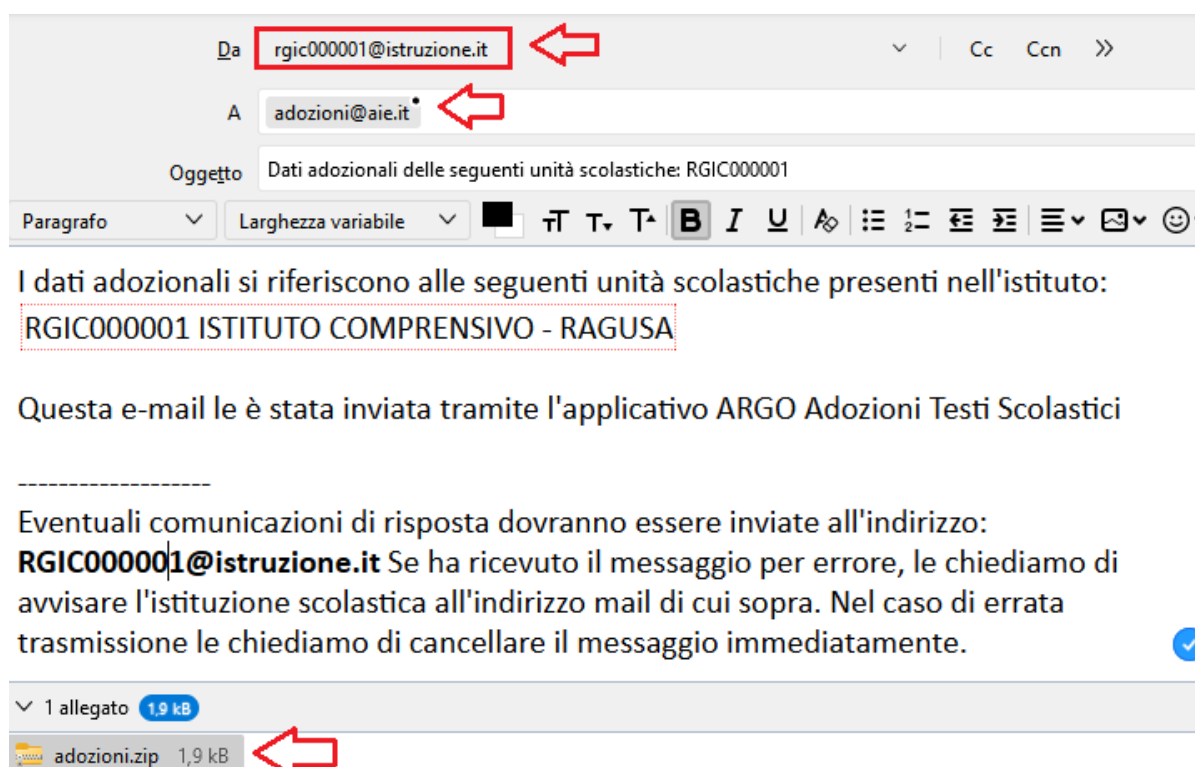 Da rgic000001@istruzione.it Cc Ccn
A adozioni@aie.it
Oggetto Dati adozionali delle seguenti unità scolastiche: RGIC000001
Paragrafo Larghezza variabile
I dati adozionali si riferiscono alle seguenti unità scolastiche presenti nell'istituto:
RGIC000001 ISTITUTO COMPRENSIVO - RAGUSA
Questa e-mail le è stata inviata tramite l'applicativo ARGO Adozioni Testi Scolastici
-------------------
Eventuali comunicazioni di risposta dovranno essere inviate all'indirizzo:
RGIC000001@istruzione.it Se ha ricevuto il messaggio per errore, le chiediamo di
avvisare l'istituzione scolastica all'indirizzo mail di cui sopra. Nel caso di errata
trasmissione le chiediamo di cancellare il messaggio immediatamente.
1 allegato 1,9 kB
adozioni.zip 1,9 kB